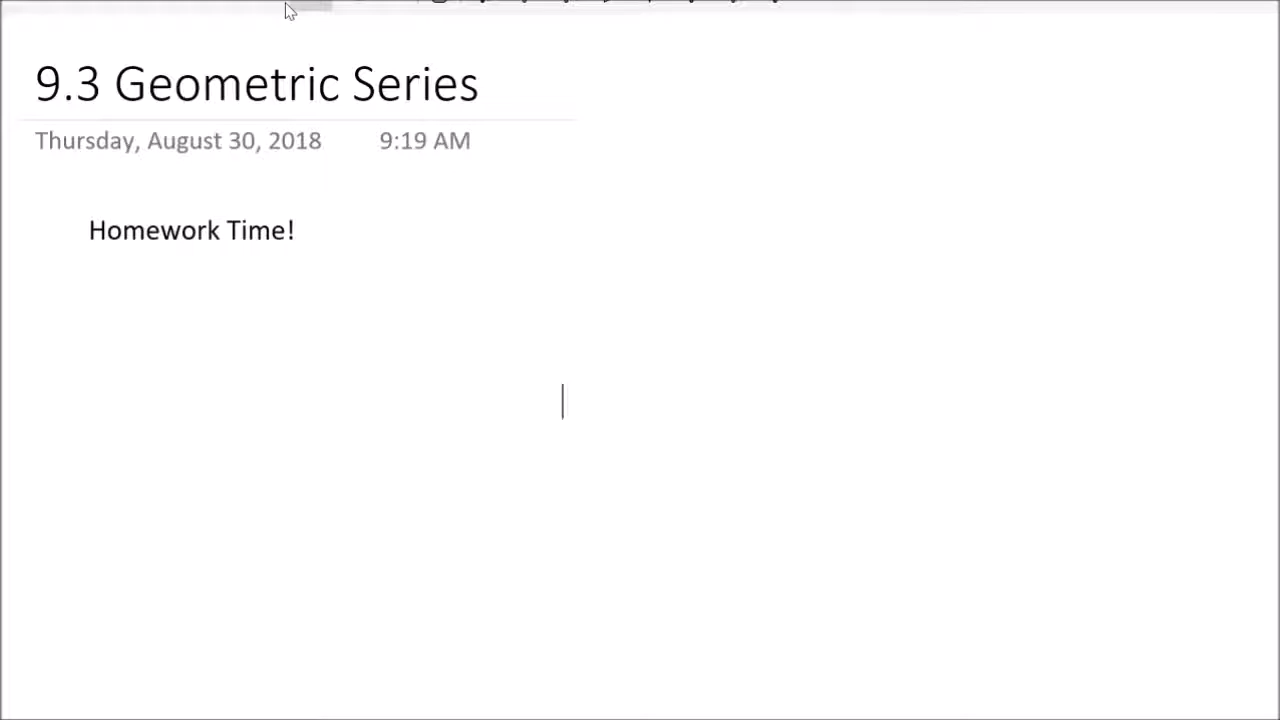 9.3 Geometric Series
Thursday, August 30, 2018 9:19 AM
Homework Time!